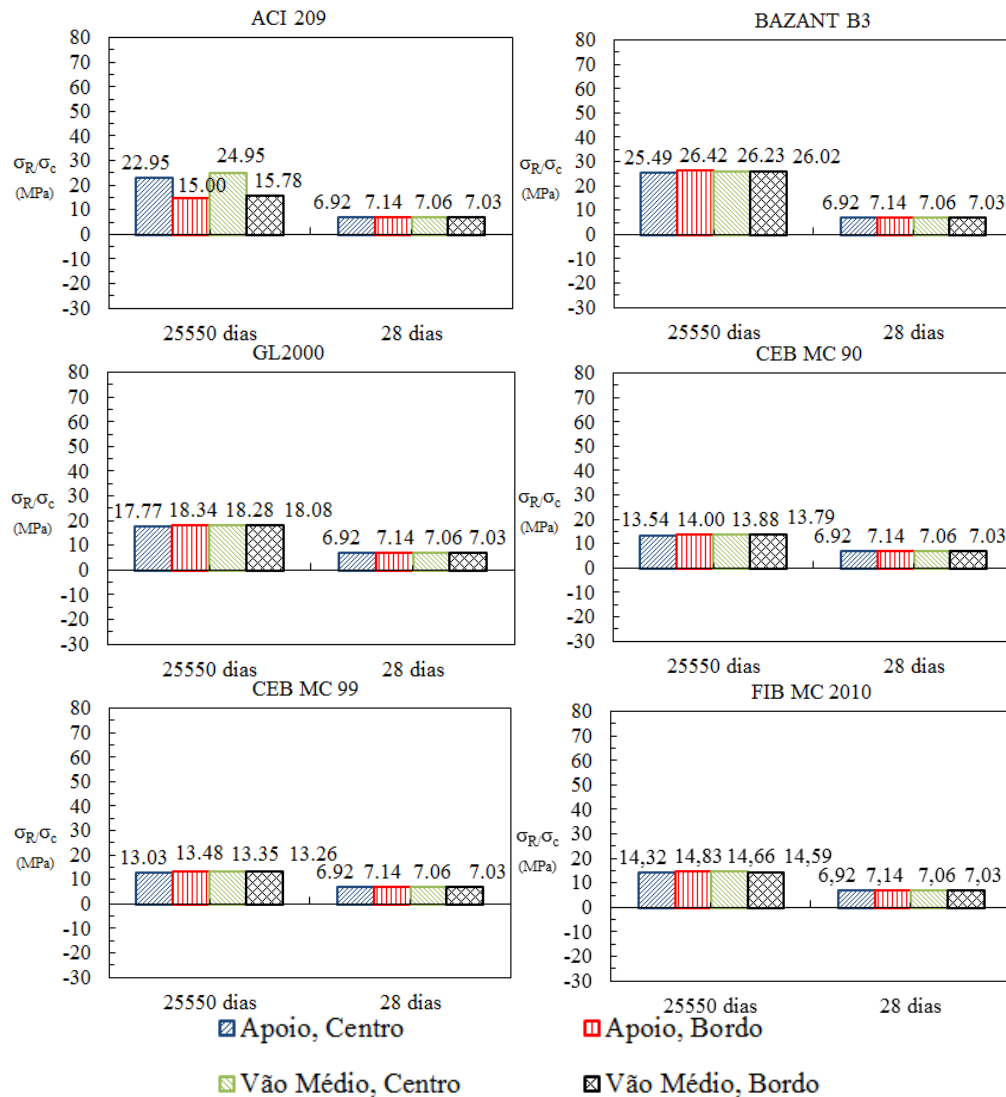 ACI 209
80
70
60
50
40
30
20
10
0
-10
-20
-30
σR/σc
(MPa)
22.95 15.00 24.95 15.78
6.92 7.14 7.06 7.03
25550 dias 28 dias
BAZANT B3
80
70
60
50
40
30
20
10
0
-10
-20
-30
σR/σc
(MPa)
25.49 26.42 26.23 26.02
6.92 7.14 7.06 7.03
25550 dias 28 dias
GL2000
80
70
60
50
40
30
20
10
0
-10
-20
-30
σR/σc
(MPa)
17.77 18.34 18.28 18.08
6.92 7.14 7.06 7.03
25550 dias 28 dias
CEB MC 90
80
70
60
50
40
30
20
10
0
-10
-20
-30
σR/σc
(MPa)
13.54 14.00 13.88 13.79
6.92 7.14 7.06 7.03
25550 dias 28 dias
CEB MC 99
80
70
60
50
40
30
20
10
0
-10
-20
-30
σR/σc
(MPa)
13.03 13.48 13.35 13.26
6.92 7.14 7.06 7.03
25550 dias 28 dias
FIB MC 2010
80
70
60
50
40
30
20
10
0
-10
-20
-30
σR/σc
(MPa)
14,32 14,83 14,66 14,59
6,92 7,14 7,06 7,03
25550 dias 28 dias
Apoio, Centro Apoio, Bordo
Vão Médio, Centro Vão Médio, Bordo